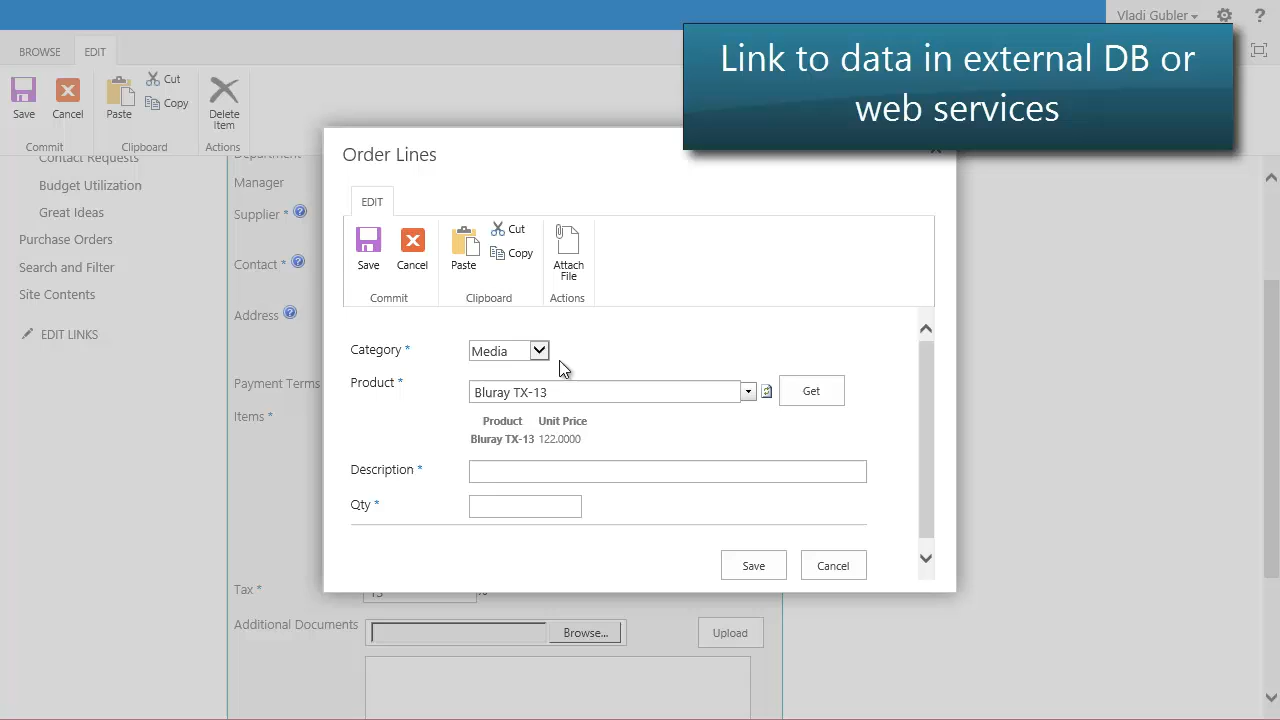 Vladi Gubler
?
BROWSE
EDIT
Link to data in external DB or
web services
Save
Cancel
Paste
Cut
Copy
Delete
Item
Commit
Clipboard
Actions
Contact Requests
Budget Utilization
Great Ideas
Purchase Orders
Search and Filter
Site Contents
EDIT LINKS
Department
Manager
Supplier *
Contact *
Address
Payment Terms
Items *
Order Lines
EDIT
Save
Cancel
Paste
Cut
Copy
Attach
File
Commit
Clipboard
Actions
Category *
Media
Product *
Bluray TX-13
Get
Product Unit Price
Bluray TX-13 122.0000
Description *
Qty *
Save
Cancel
Tax *
Additional Documents
Browse...
Upload